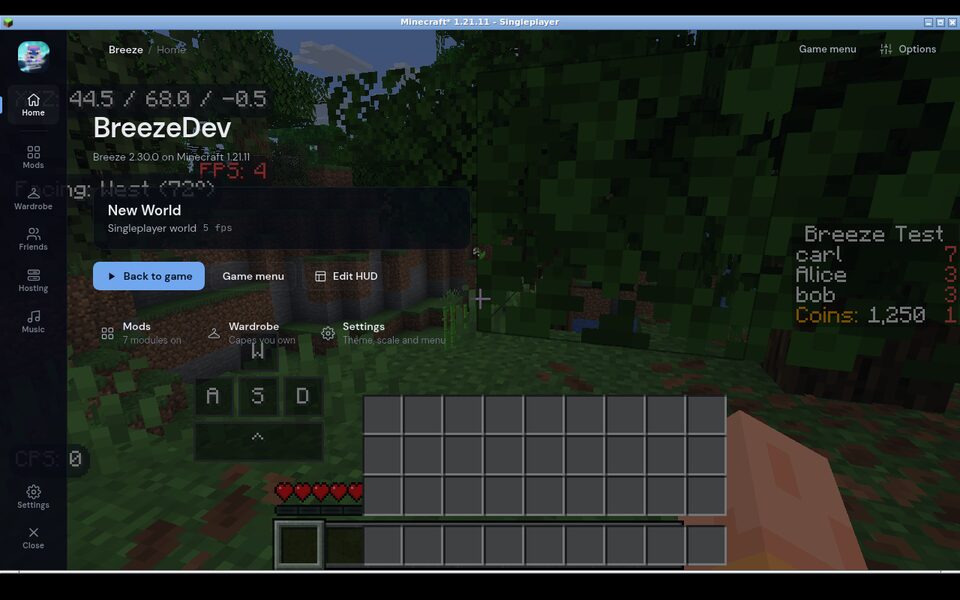 Minecraft* 1.21.11 - Singleplayer
Breeze / Home
Game menu
Options
44.5 / 68.0 / -0.5
Home
BreezeDev
Breeze 2.30.0 on Minecraft 1.21.11
FPS: 4
Mods
Facing: West (72°)
Wardrobe
New World
Singleplayer world 5 fps
Friends
Breeze Test
carl 7
Alice 3
bob 3
Coins: 1,250 1
Back to game
Game menu
Edit HUD
Hosting
Music
Mods
7 modules on
Wardrobe
Capes you own
Settings
Theme, scale and menu
W
A S D
^
CPS: 0
Settings
Close